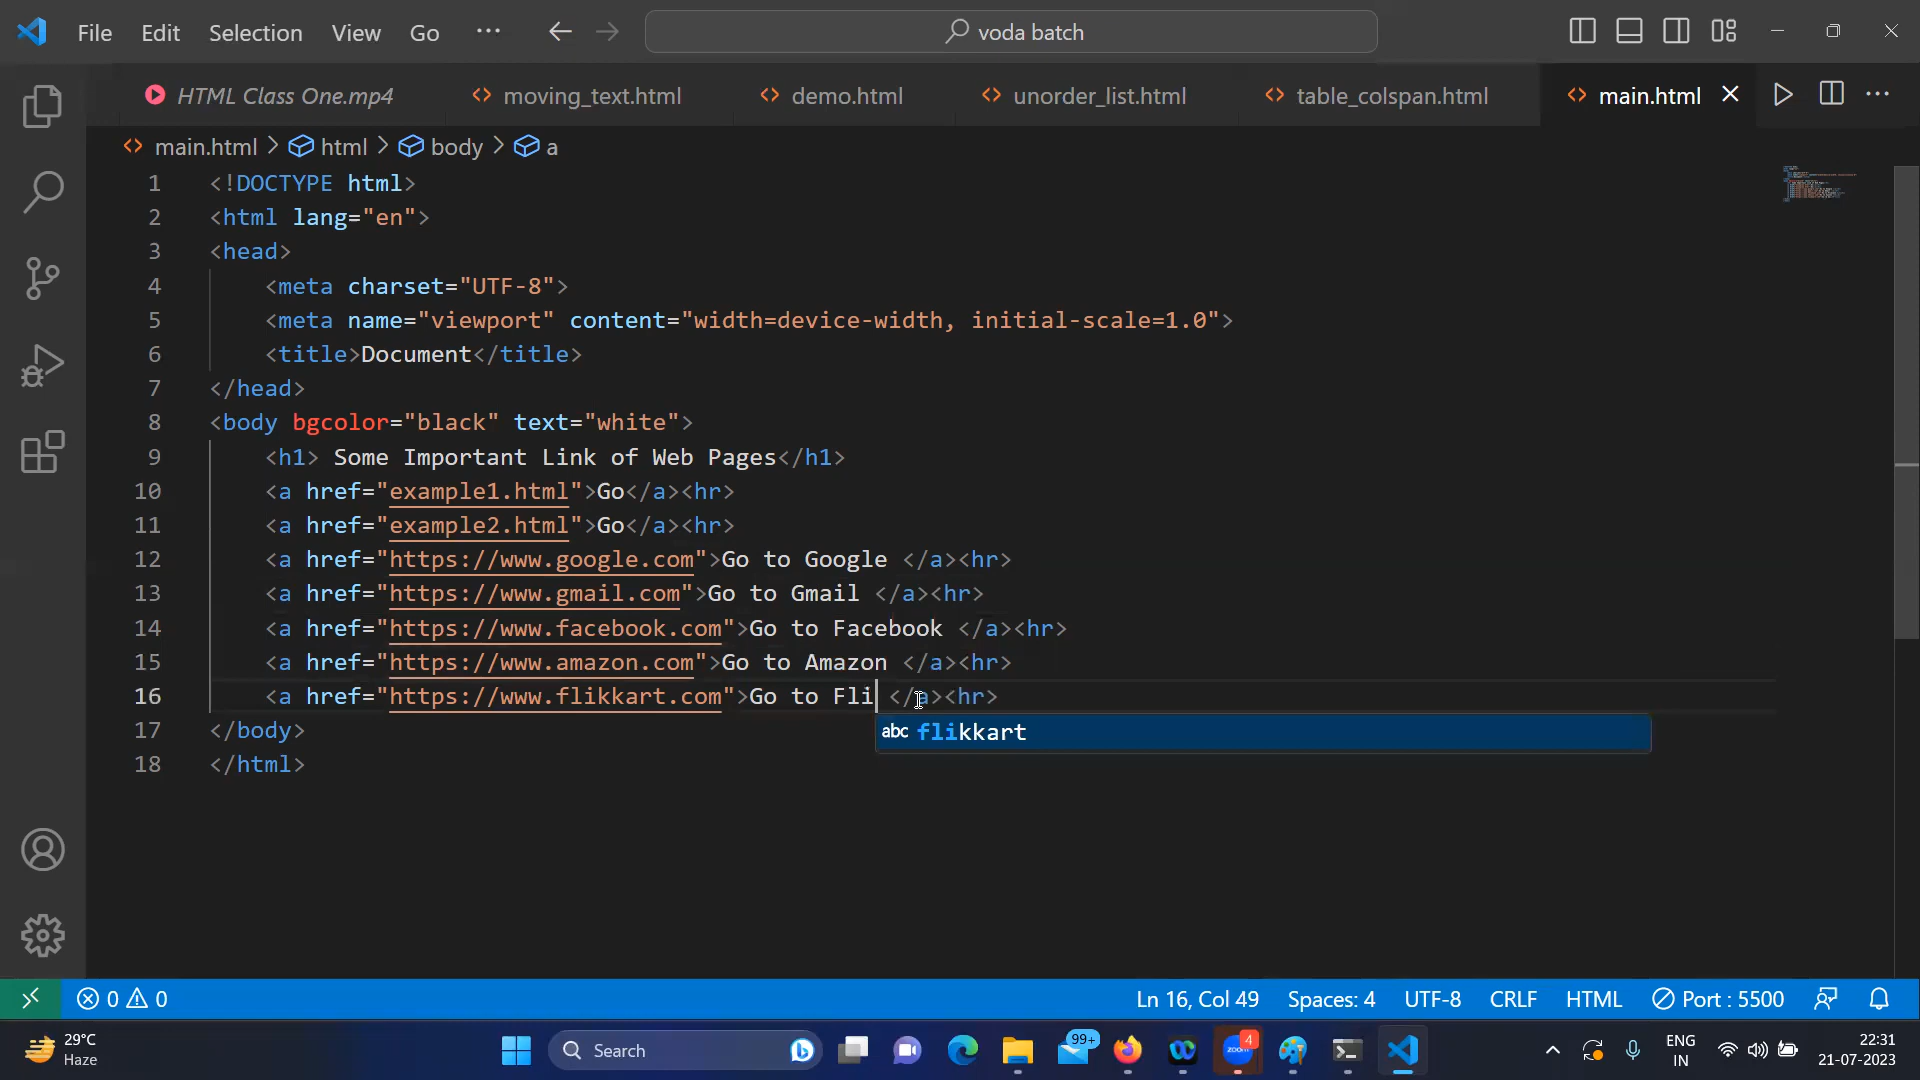 File Edit Selection View Go ··· voda batch
HTML Class One.mp4 moving_text.html demo.html unorder_list.html table_colspan.html main.html
main.html > html > body > a
1 <!DOCTYPE html>
2 <html lang="en">
3 <head>
4 <meta charset="UTF-8">
5 <meta name="viewport" content="width=device-width, initial-scale=1.0">
6 <title>Document</title>
7 </head>
8 <body bgcolor="black" text="white">
9 <h1> Some Important Link of Web Pages</h1>
10 <a href="example1.html">Go</a><hr>
11 <a href="example2.html">Go</a><hr>
12 <a href="https://www.google.com">Go to Google </a><hr>
13 <a href="https://www.gmail.com">Go to Gmail </a><hr>
14 <a href="https://www.facebook.com">Go to Facebook </a><hr>
15 <a href="https://www.amazon.com">Go to Amazon </a><hr>
16 <a href="https://www.flikkart.com">Go to Fli </a><hr>
abc flikkart
17 </body>
18 </html>
0 0 Ln 16, Col 49 Spaces: 4 UTF-8 CRLF HTML Port : 5500
29°C
Haze
Search
99+
zoom
4
ENG
IN
22:31
21-07-2023